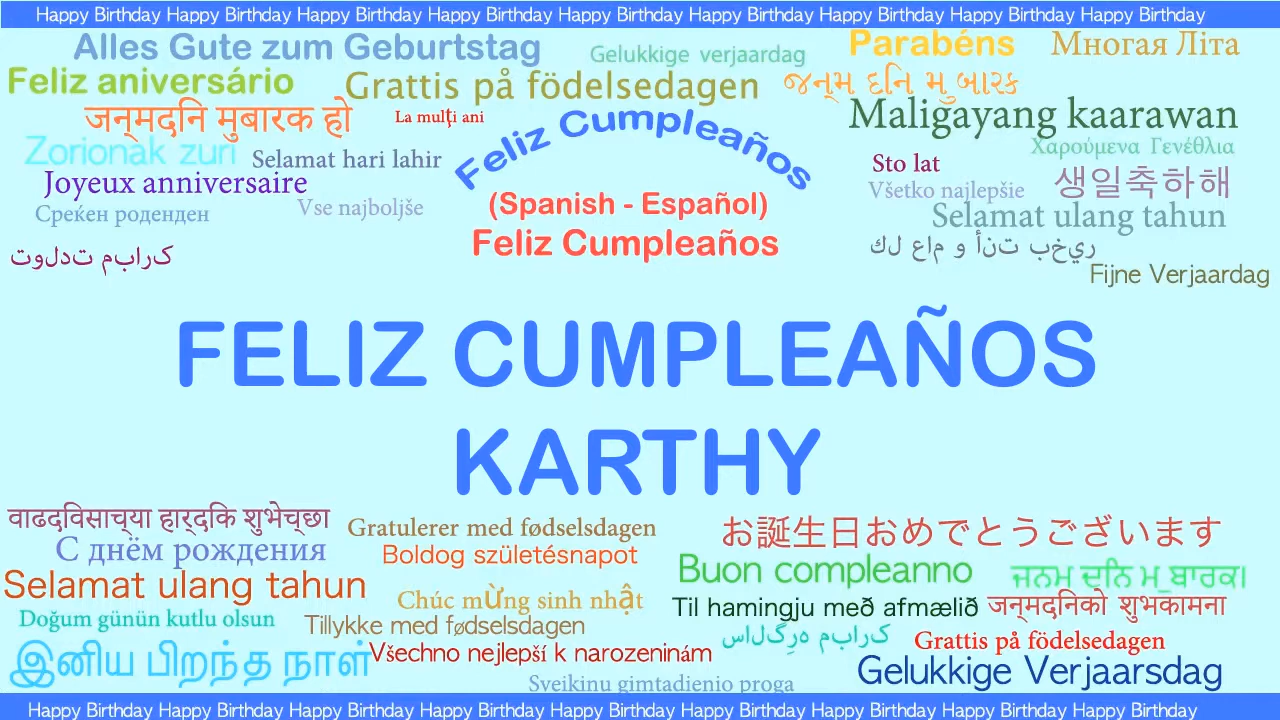 Happy Birthday Happy Birthday Happy Birthday Happy Birthday Happy Birthday Happy Birthday Happy Birthday Happy Birthday Happy Birthday
Alles Gute zum Geburtstag
Gelukkige verjaardag
Parabéns
Многая Літа
Feliz aniversário
Grattis på födelsedagen
જન્મ દિન મુબારક
जन्मदिन मुबारक हो
La mulţi ani
Feliz Cumpleaños
Maligayang kaarawan
Zorionak zuri
Selamat hari lahir
Χαρούμενα Γενέθλια
Sto lat
Joyeux anniversaire
(Spanish - Español)
Všetko najlepšie
생일축하해
Среќен роденден
Vse najboljše
Selamat ulang tahun
Feliz Cumpleaños
تولدت مبارک
كل عام و أنت بخير
Fijne Verjaardag
FELIZ CUMPLEAÑOS
KARTHY
वाढदिवसाच्या हार्दिक शुभेच्छा
Gratulerer med fødselsdagen
お誕生日おめでとうございます
С днём рождения
Boldog születésnapot
Buon compleanno
ਜਨਮ ਦਨਿ ਮੁਬਾਰਕ।
Selamat ulang tahun
Chúc mừng sinh nhật
Til hamingju með afmælið
जन्मदिनको शुभकामना
Doğum günün kutlu olsun
Tillykke med fødselsdagen
سالگرِہ مبارک
Grattis på födelsedagen
இனிய பிறந்த நாள்
Všechno nejlepší k narozeninám
Gelukkige Verjaarsdag
Sveikinu gimtadienio proga
Happy Birthday Happy Birthday Happy Birthday Happy Birthday Happy Birthday Happy Birthday Happy Birthday Happy Birthday Happy Birthday